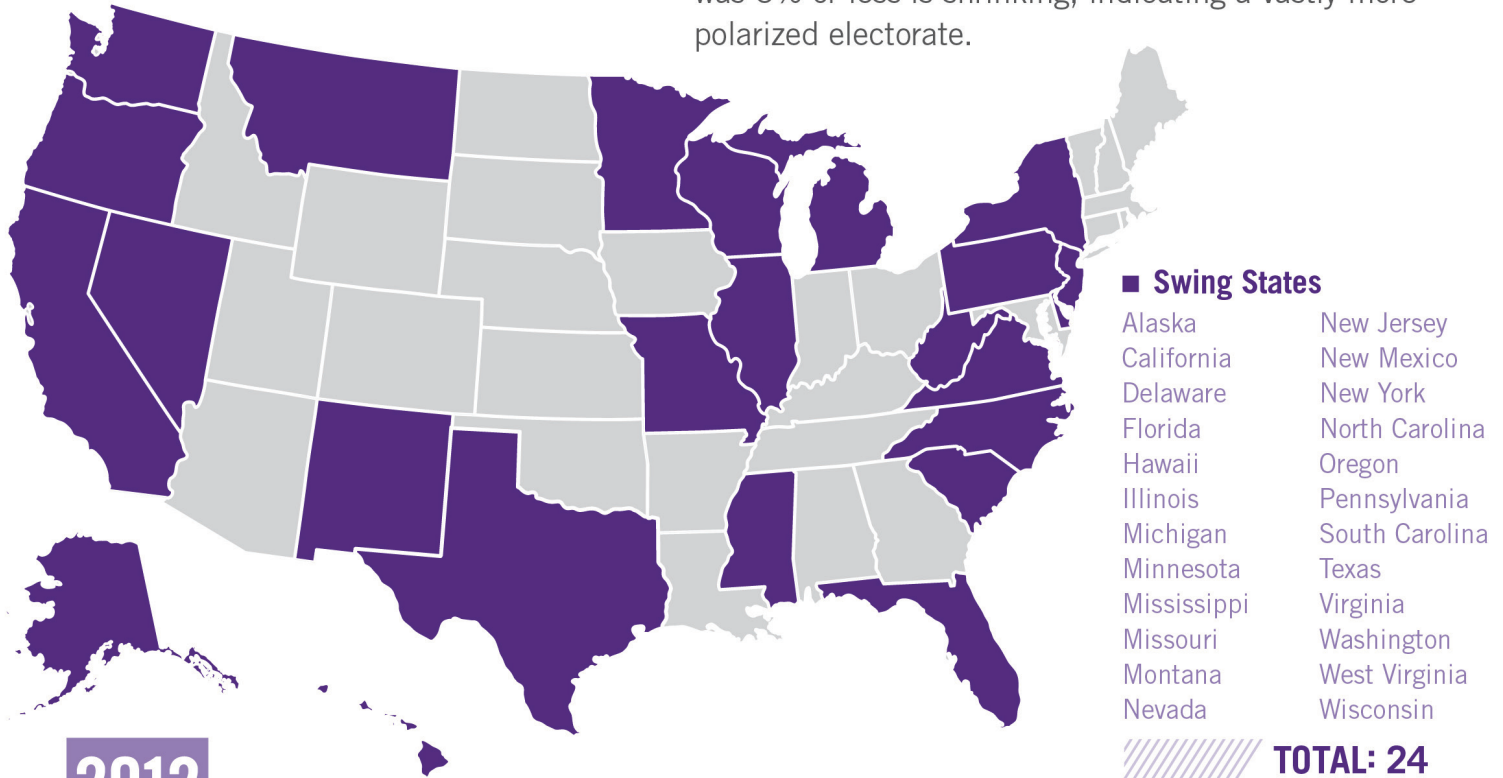 polarized electorate.
■ Swing States
Alaska
California
Delaware
Florida
Hawaii
Illinois
Michigan
Minnesota
Mississippi
Missouri
Montana
Nevada
New Jersey
New Mexico
New York
North Carolina
Oregon
Pennsylvania
South Carolina
Texas
Virginia
Washington
West Virginia
Wisconsin
TOTAL: 24
2012